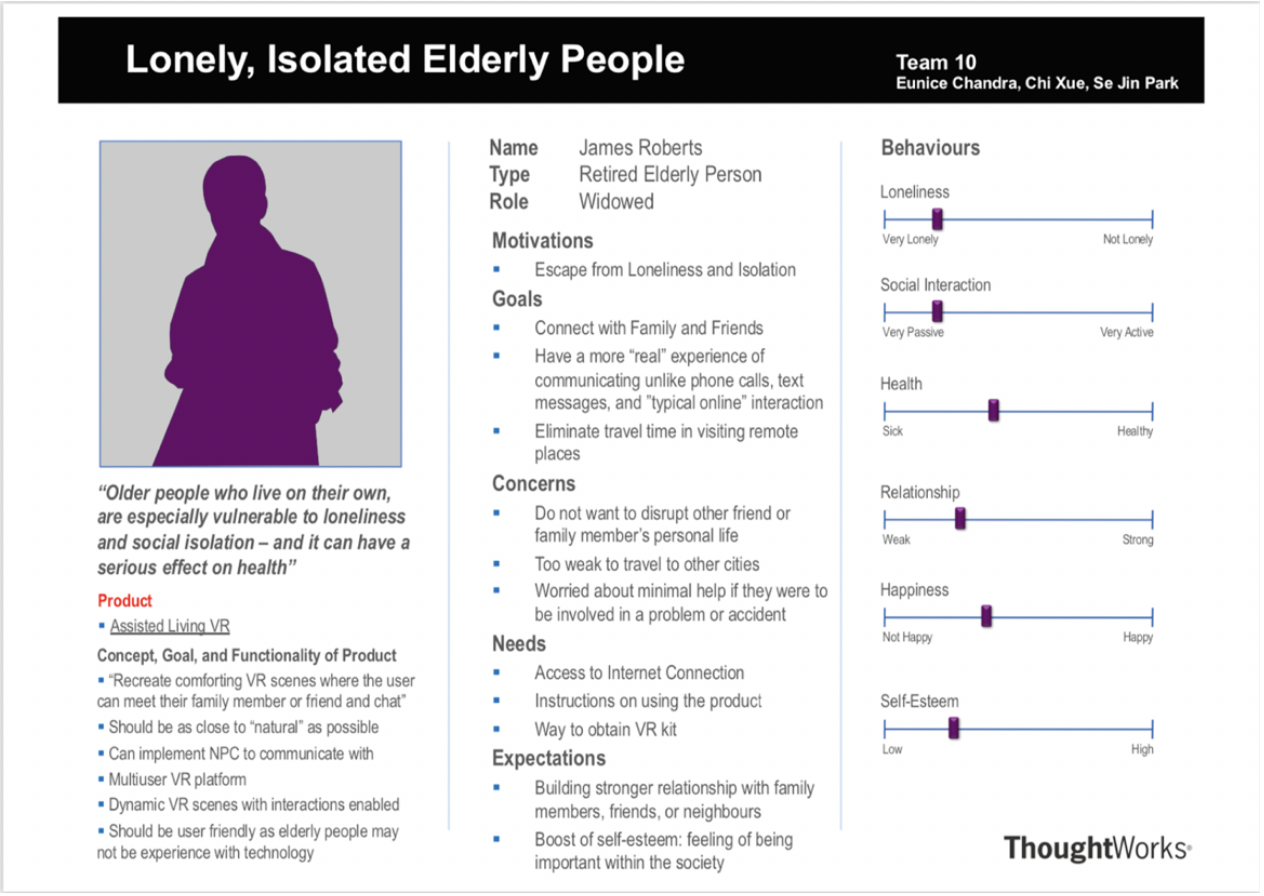 Lonely, Isolated Elderly People
Team 10
Eunice Chandra, Chi Xue, Se Jin Park
“Older people who live on their own,
are especially vulnerable to loneliness
and social isolation – and it can have a
serious effect on health”
Product
▪ Assisted Living VR
Concept, Goal, and Functionality of Product
▪ “Recreate comforting VR scenes where the user
can meet their family member or friend and chat”
▪ Should be as close to “natural” as possible
▪ Can implement NPC to communicate with
▪ Multiuser VR platform
▪ Dynamic VR scenes with interactions enabled
▪ Should be user friendly as elderly people may
not be experience with technology
Name James Roberts
Type Retired Elderly Person
Role Widowed
Motivations
▪ Escape from Loneliness and Isolation
Goals
▪ Connect with Family and Friends
▪ Have a more “real” experience of
communicating unlike phone calls, text
messages, and ”typical online” interaction
▪ Eliminate travel time in visiting remote
places
Concerns
▪ Do not want to disrupt other friend or
family member’s personal life
▪ Too weak to travel to other cities
▪ Worried about minimal help if they were to
be involved in a problem or accident
Needs
▪ Access to Internet Connection
▪ Instructions on using the product
▪ Way to obtain VR kit
Expectations
▪ Building stronger relationship with family
members, friends, or neighbours
▪ Boost of self-esteem: feeling of being
important within the society
Behaviours
Loneliness
Very Lonely Not Lonely
Social Interaction
Very Passive Very Active
Health
Sick Healthy
Relationship
Weak Strong
Happiness
Not Happy Happy
Self-Esteem
Low High
ThoughtWorks®